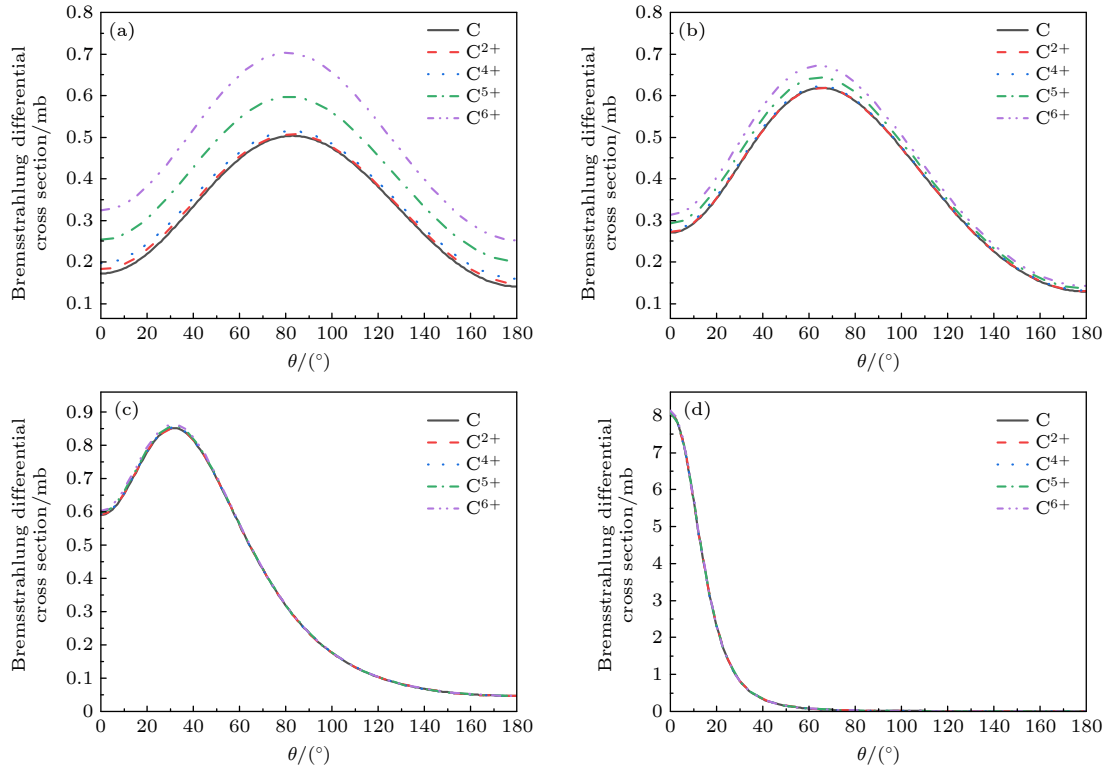 (a)
C
C2+
C4+
C5+
C6+
0.8
0.7
0.6
0.5
0.4
0.3
0.2
0.1
0 20 40 60 80 100 120 140 160 180
θ/(°)
Bremsstrahlung differential
cross section/mb
(b)
C
C2+
C4+
C5+
C6+
0.8
0.7
0.6
0.5
0.4
0.3
0.2
0.1
0 20 40 60 80 100 120 140 160 180
θ/(°)
Bremsstrahlung differential
cross section/mb
(c)
C
C2+
C4+
C5+
C6+
0.9
0.8
0.7
0.6
0.5
0.4
0.3
0.2
0.1
0
0 20 40 60 80 100 120 140 160 180
θ/(°)
Bremsstrahlung differential
cross section/mb
(d)
C
C2+
C4+
C5+
C6+
8
7
6
5
4
3
2
1
0
0 20 40 60 80 100 120 140 160 180
θ/(°)
Bremsstrahlung differential
cross section/mb